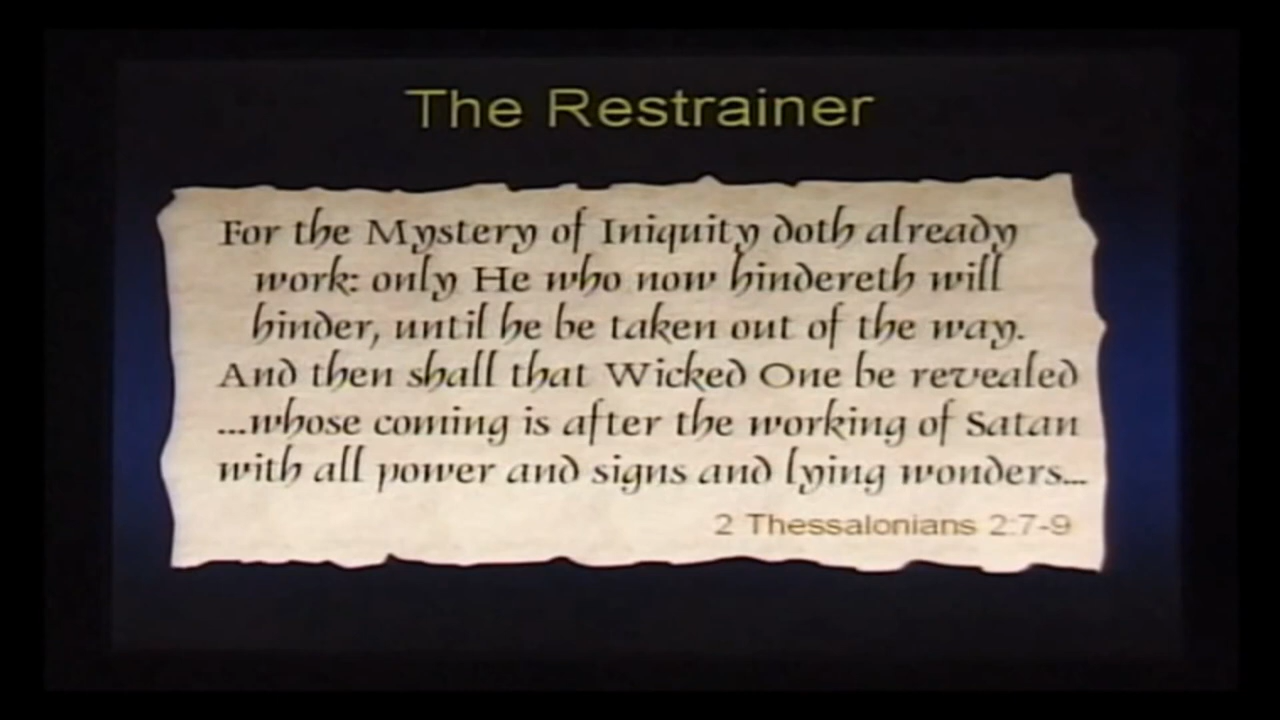 The Restrainer
For the Mystery of Iniquity doth already
work: only He who now hindereth will
hinder, until he be taken out of the way.
And then shall that Wicked One be revealed
...whose coming is after the working of Satan
with all power and signs and lying wonders...
2 Thessalonians 2:7-9